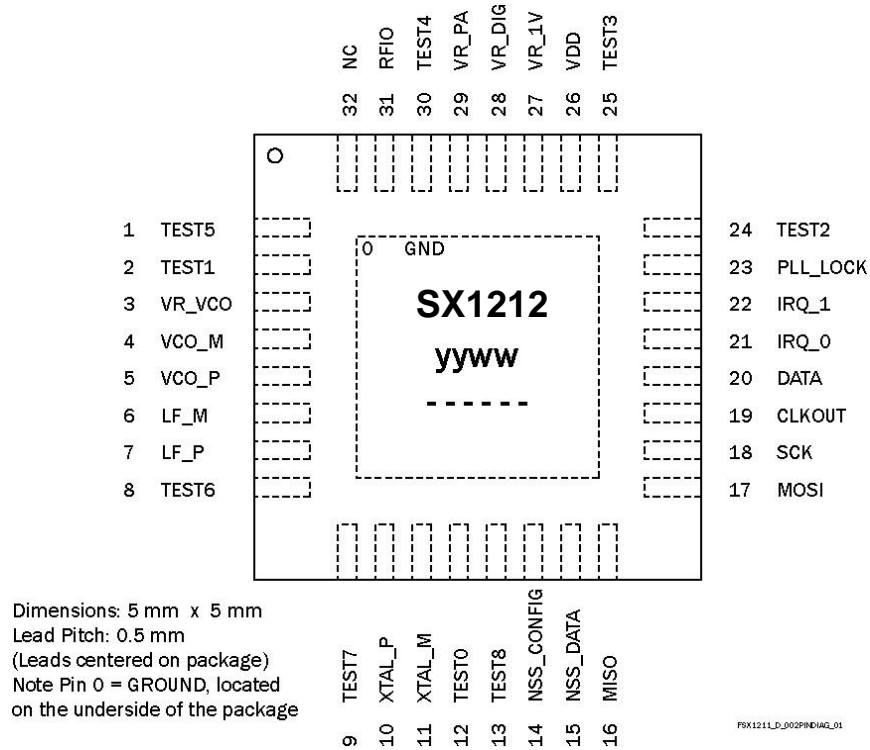 32 NC
31 RFIO
30 TEST4
29 VR_PA
28 VR_DIG
27 VR_1V
26 VDD
25 TEST3
1 TEST5
2 TEST1
3 VR_VCO
4 VCO_M
5 VCO_P
6 LF_M
7 LF_P
8 TEST6
0 GND
SX1212
yyww
------
24 TEST2
23 PLL_LOCK
22 IRQ_1
21 IRQ_0
20 DATA
19 CLKOUT
18 SCK
17 MOSI
9 TEST7
10 XTAL_P
11 XTAL_M
12 TEST0
13 TEST8
14 NSS_CONFIG
15 NSS_DATA
16 MISO
Dimensions: 5 mm x 5 mm
Lead Pitch: 0.5 mm
(Leads centered on package)
Note Pin 0 = GROUND, located
on the underside of the package
FSX1211_D_002PINDIAG_01